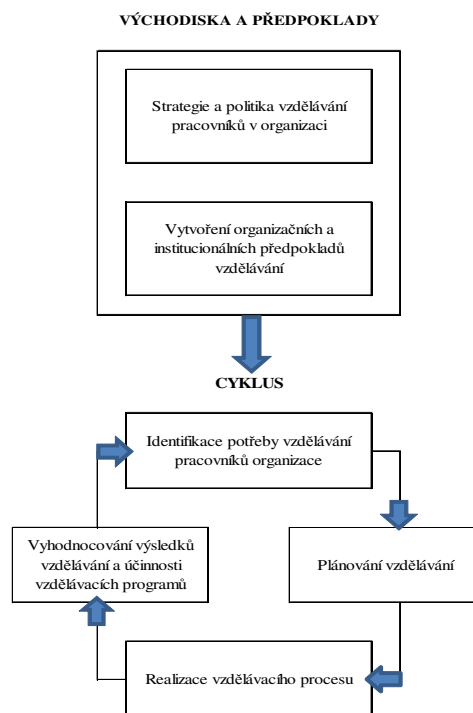 VÝCHODISKA A PŘEDPOKLADY
Strategie a politika vzdělávání
pracovníků v organizaci
Vytvoření organizačních a
institucionálních předpokladů
vzdělávání
CYKLUS
Identifikace potřeby vzdělávání
pracovníků organizace
Vyhodnocování výsledků
vzdělávání a účinnosti
vzdělávacích programů
Plánování vzdělávání
Realizace vzdělávacího procesu